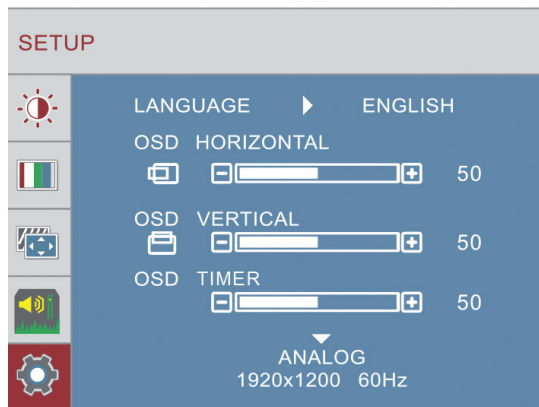 SETUP
LANGUAGE ENGLISH
OSD HORIZONTAL
50
OSD VERTICAL
50
OSD TIMER
50
ANALOG
1920x1200 60Hz